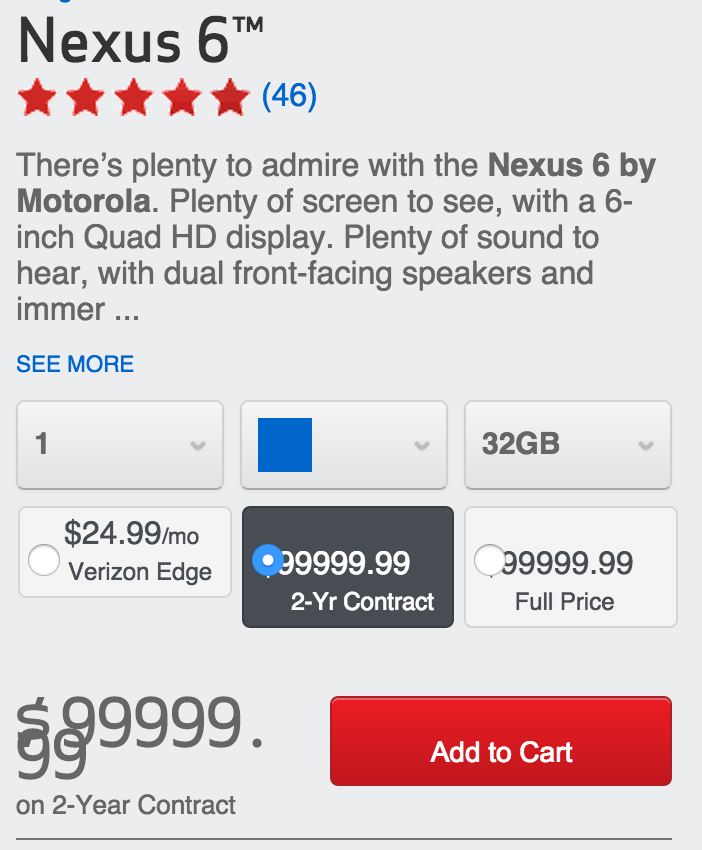 Nexus 6™
(46)
There’s plenty to admire with the Nexus 6 by
Motorola. Plenty of screen to see, with a 6-
inch Quad HD display. Plenty of sound to
hear, with dual front-facing speakers and
immer ...
SEE MORE
1
32GB
$24.99/mo
Verizon Edge
$99999.99
2-Yr Contract
$99999.99
Full Price
$99999.
99
on 2-Year Contract
Add to Cart